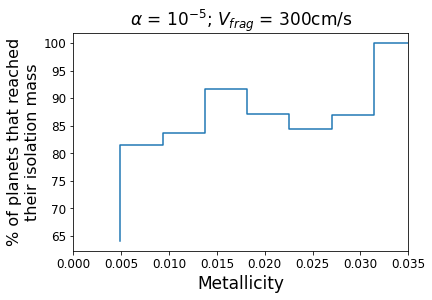 α = 10⁻⁵; V_frag = 300cm/s
% of planets that reached
their isolation mass
100
95
90
85
80
75
70
65
0.000 0.005 0.010 0.015 0.020 0.025 0.030 0.035
Metallicity